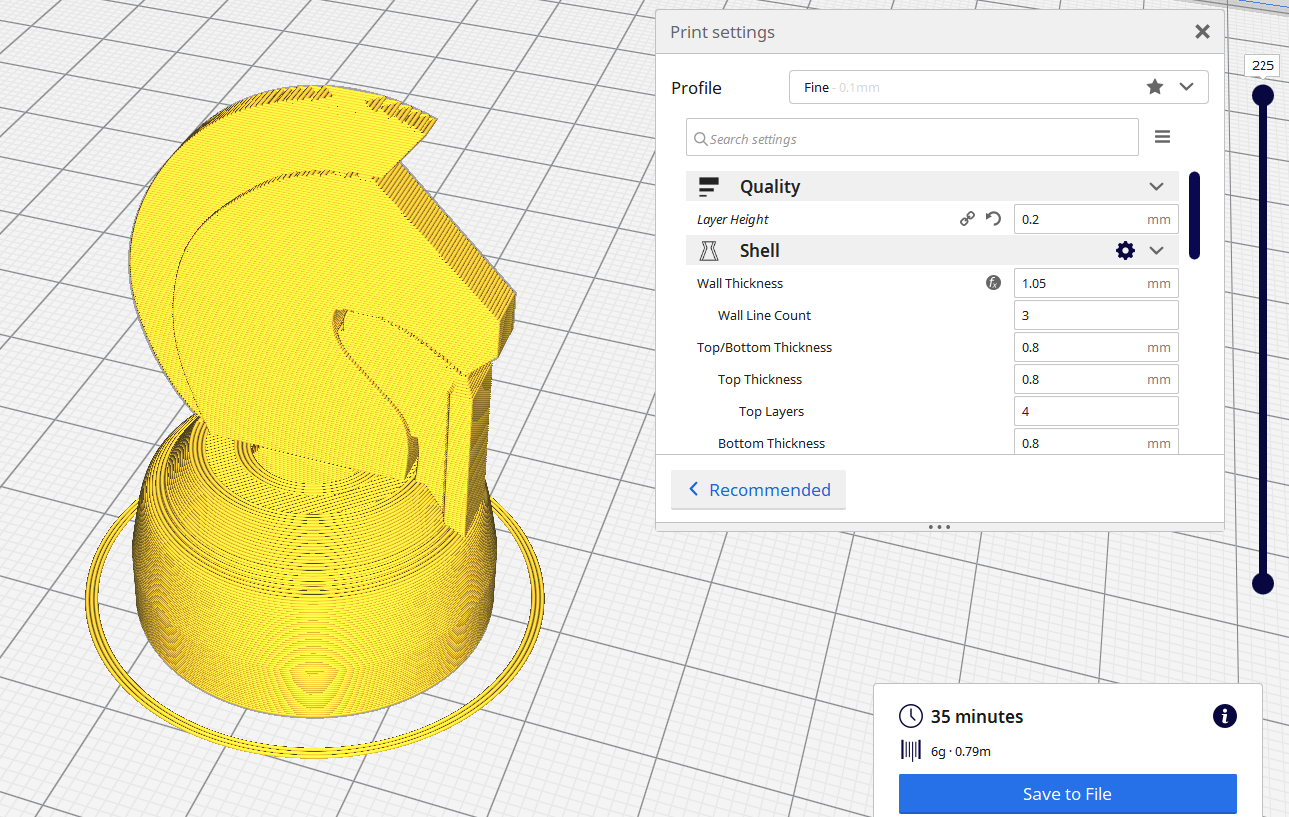 Print settings
225
Profile
Fine - 0.1mm
Search settings
Quality
Layer Height
0.2 mm
Shell
Wall Thickness
fx
1.05 mm
Wall Line Count
3
Top/Bottom Thickness
0.8 mm
Top Thickness
0.8 mm
Top Layers
4
Bottom Thickness
0.8 mm
Recommended
35 minutes
6g · 0.79m
Save to File